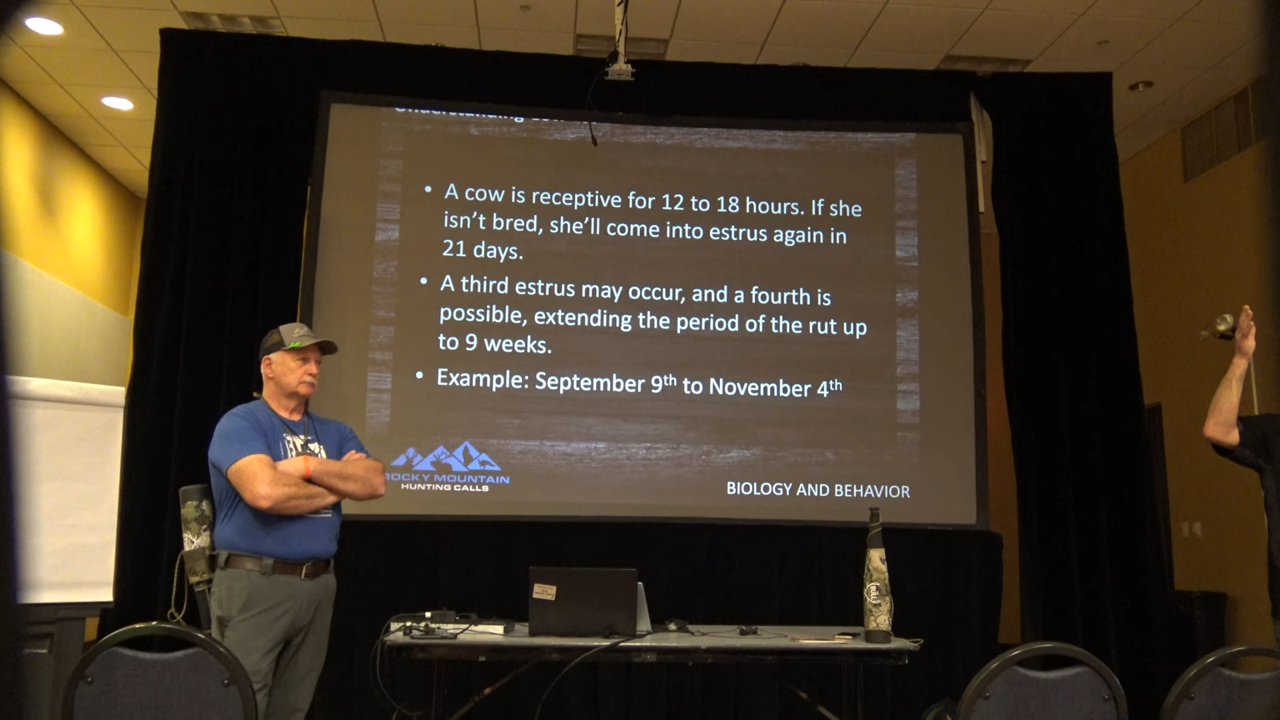 Understanding
• A cow is receptive for 12 to 18 hours. If she
isn't bred, she'll come into estrus again in
21 days.
• A third estrus may occur, and a fourth is
possible, extending the period of the rut up
to 9 weeks.
• Example: September 9th to November 4th
ROCKY MOUNTAIN
HUNTING CALLS
BIOLOGY AND BEHAVIOR